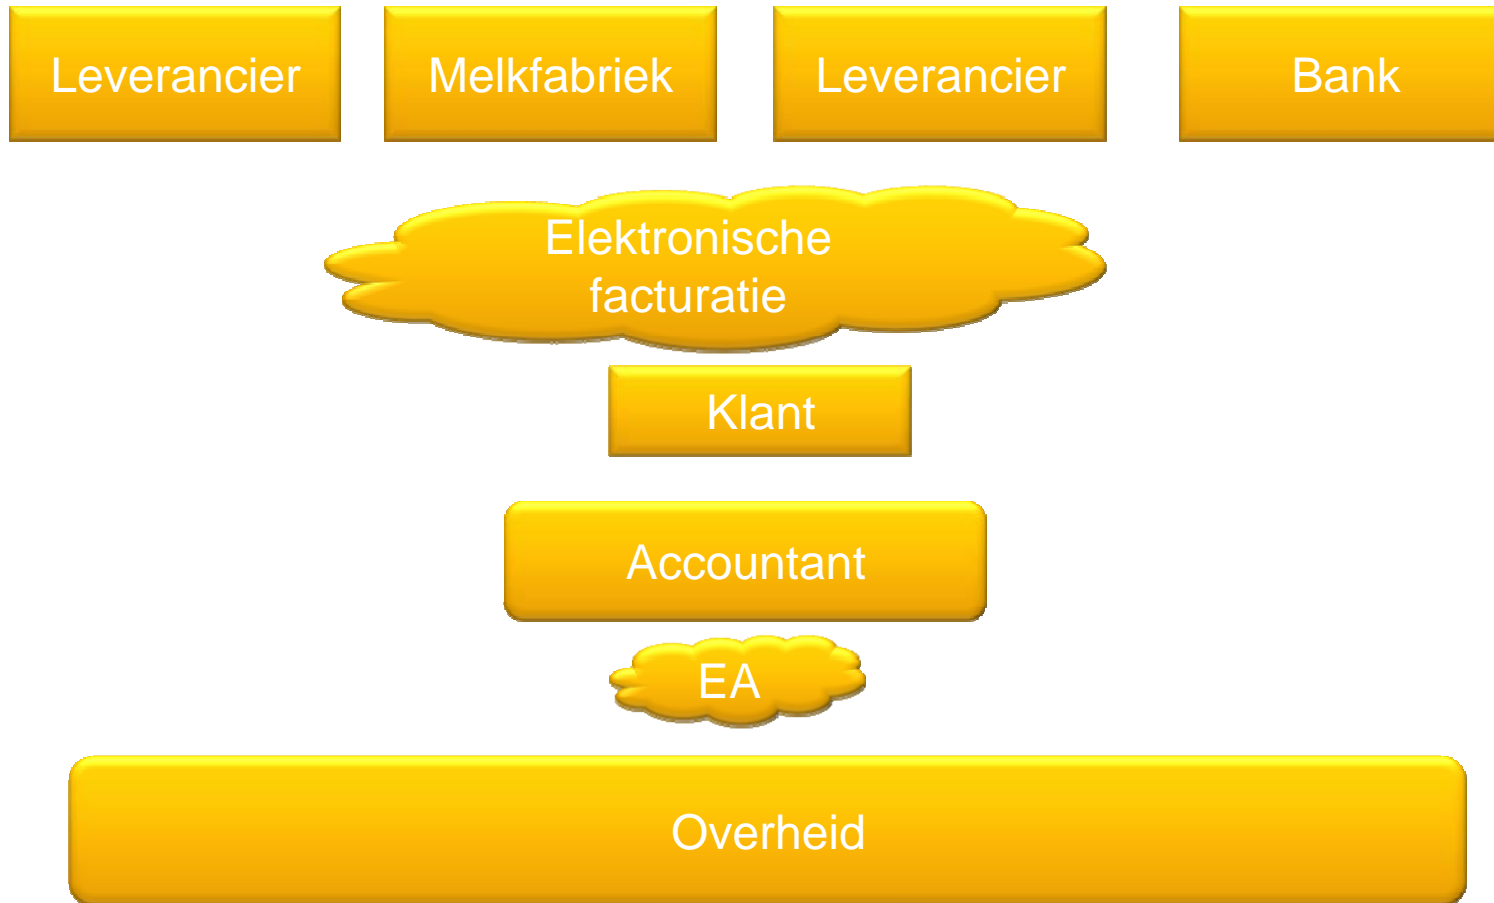 Leverancier Melkfabriek Leverancier Bank
Elektronische
facturatie
Klant
Accountant
EA
Overheid